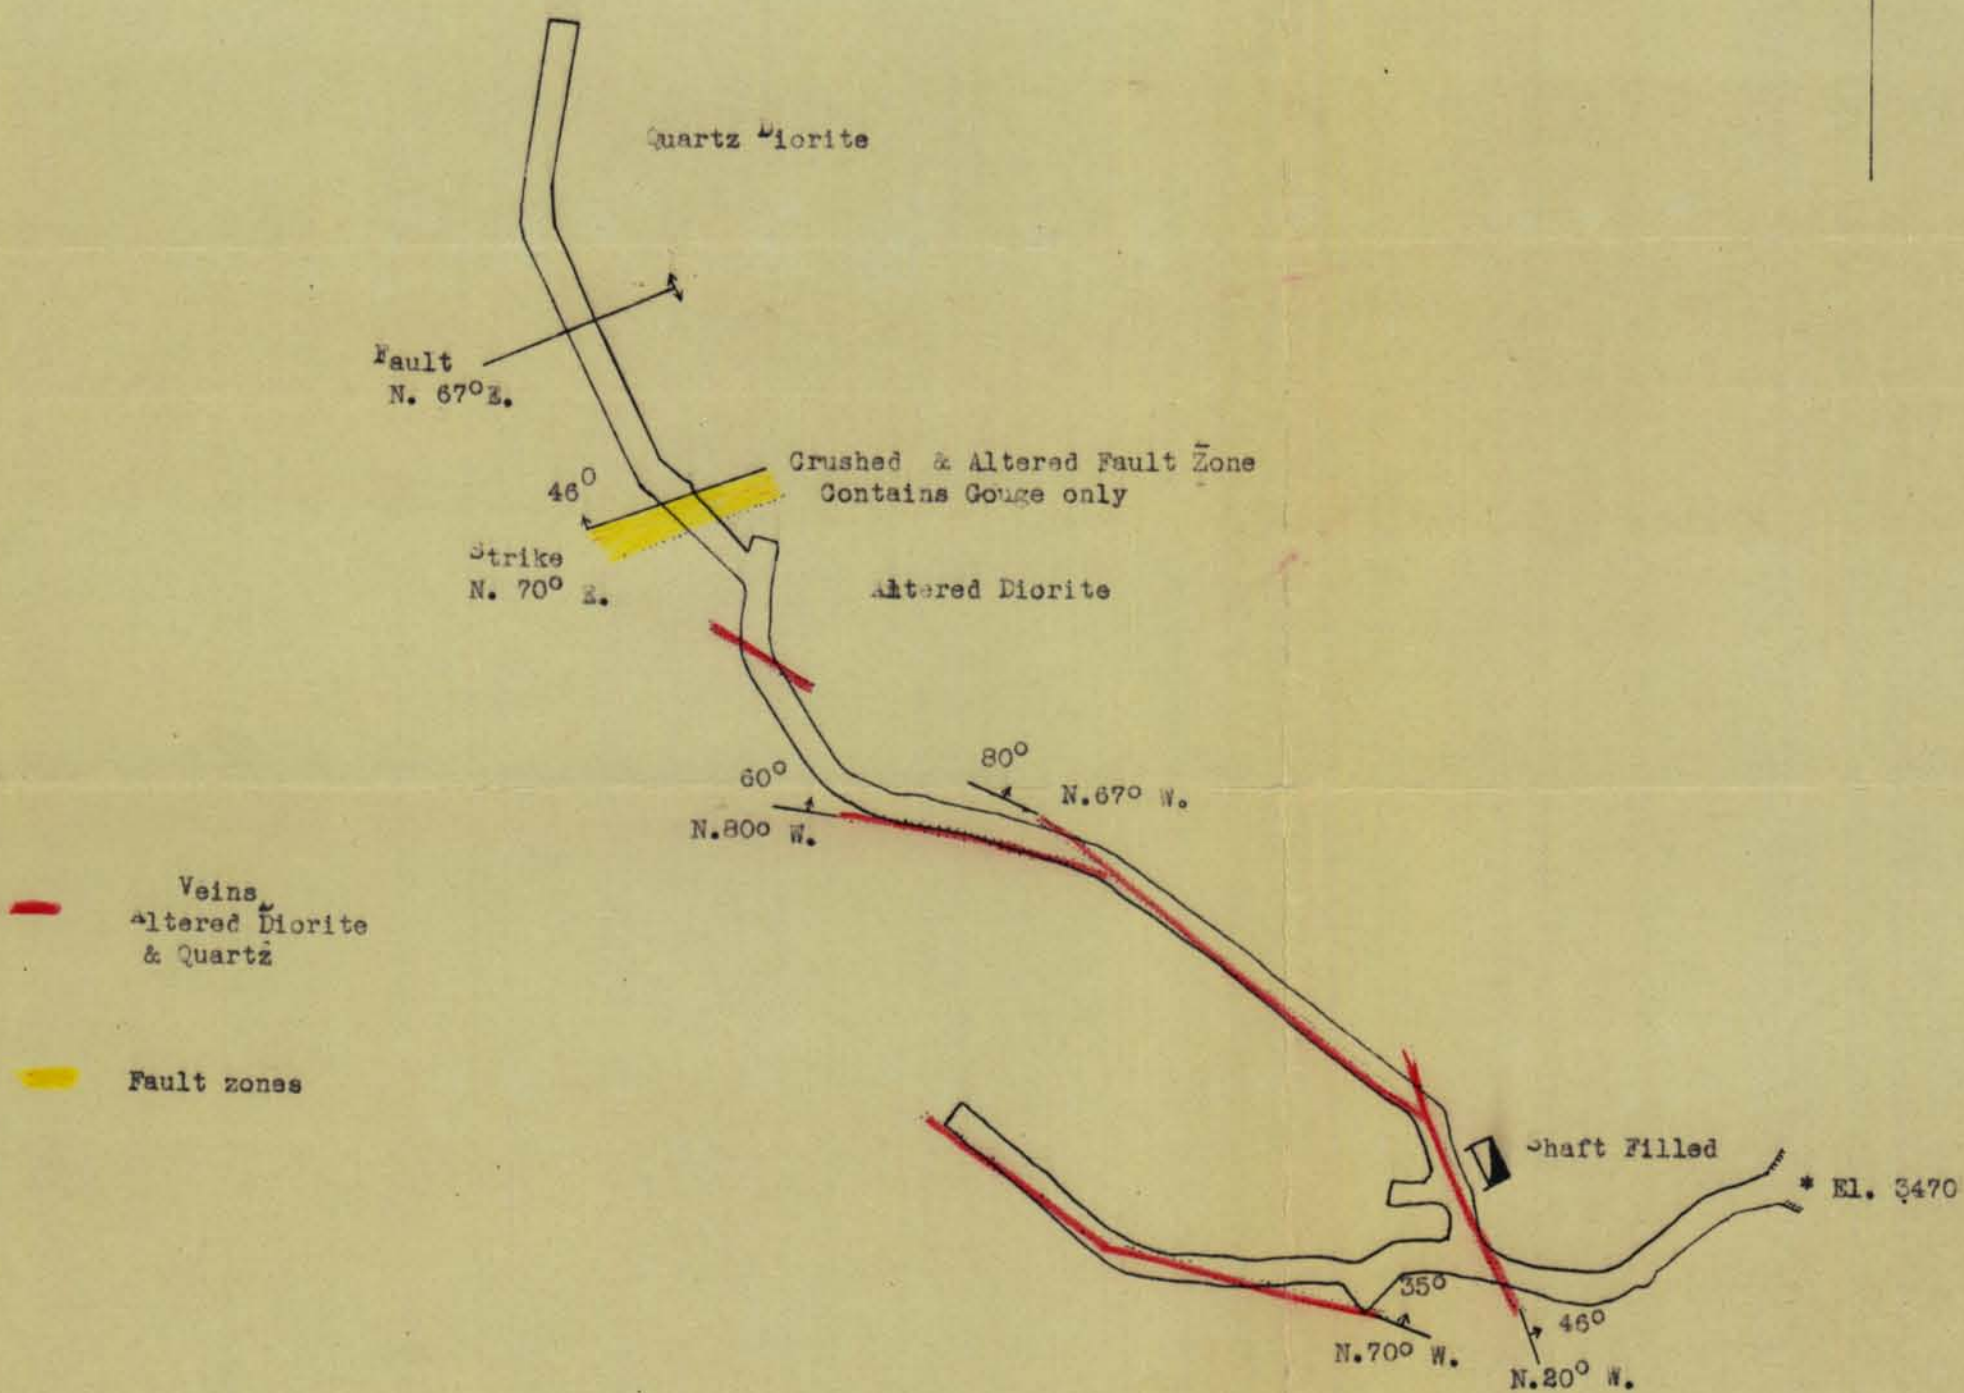 Quartz Diorite
Fault
N. 67° E.
46°
Crushed & Altered Fault Zone
Contains Gouge only
Strike
N. 70° E.
Altered Diorite
80°
60°
N.67° W.
N.80° W.
Veins
Altered Diorite
& Quartz
Fault zones
Shaft Filled
* El. 3470
35°
46°
N.70° W.
N.20° W.